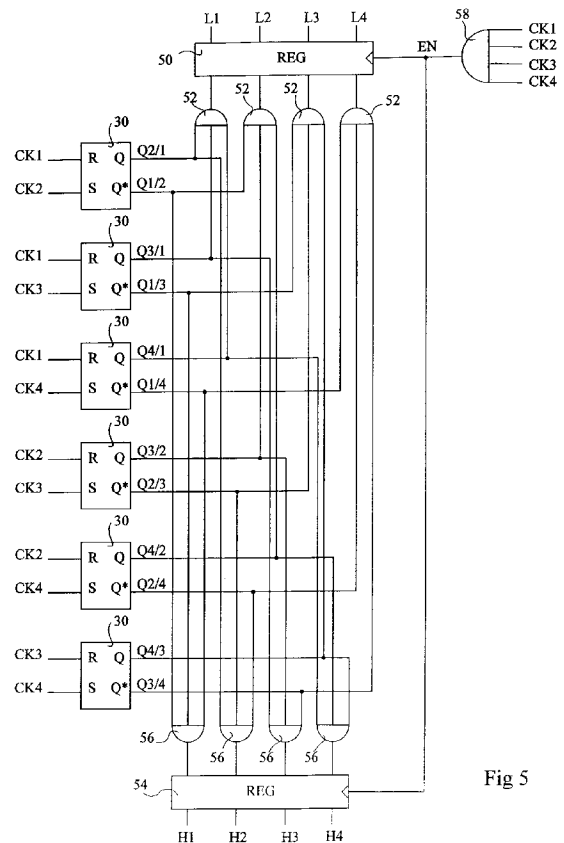 L1 L2 L3 L4
58
CK1
CK2
CK3
CK4
EN
50
REG
52 52 52 52
30
CK1 R Q Q2/1
CK2 S Q* Q1/2
30
CK1 R Q Q3/1
CK3 S Q* Q1/3
30
CK1 R Q Q4/1
CK4 S Q* Q1/4
30
CK2 R Q Q3/2
CK3 S Q* Q2/3
30
CK2 R Q Q4/2
CK4 S Q* Q2/4
30
CK3 R Q Q4/3
CK4 S Q* Q3/4
56 56 56 56
54
REG
Fig 5
H1 H2 H3 H4